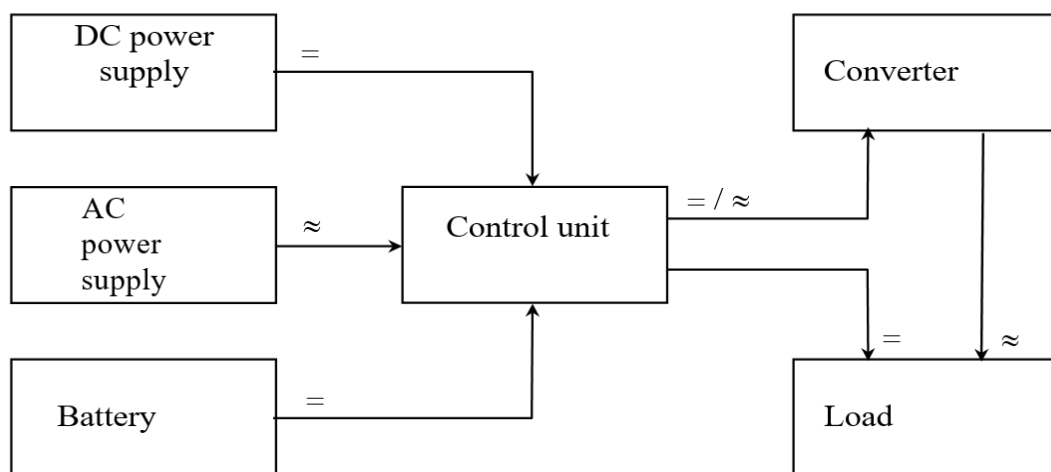 DC power
supply
=
Converter
AC
power
supply
≈
Control unit
= / ≈
Battery
=
=
≈
Load